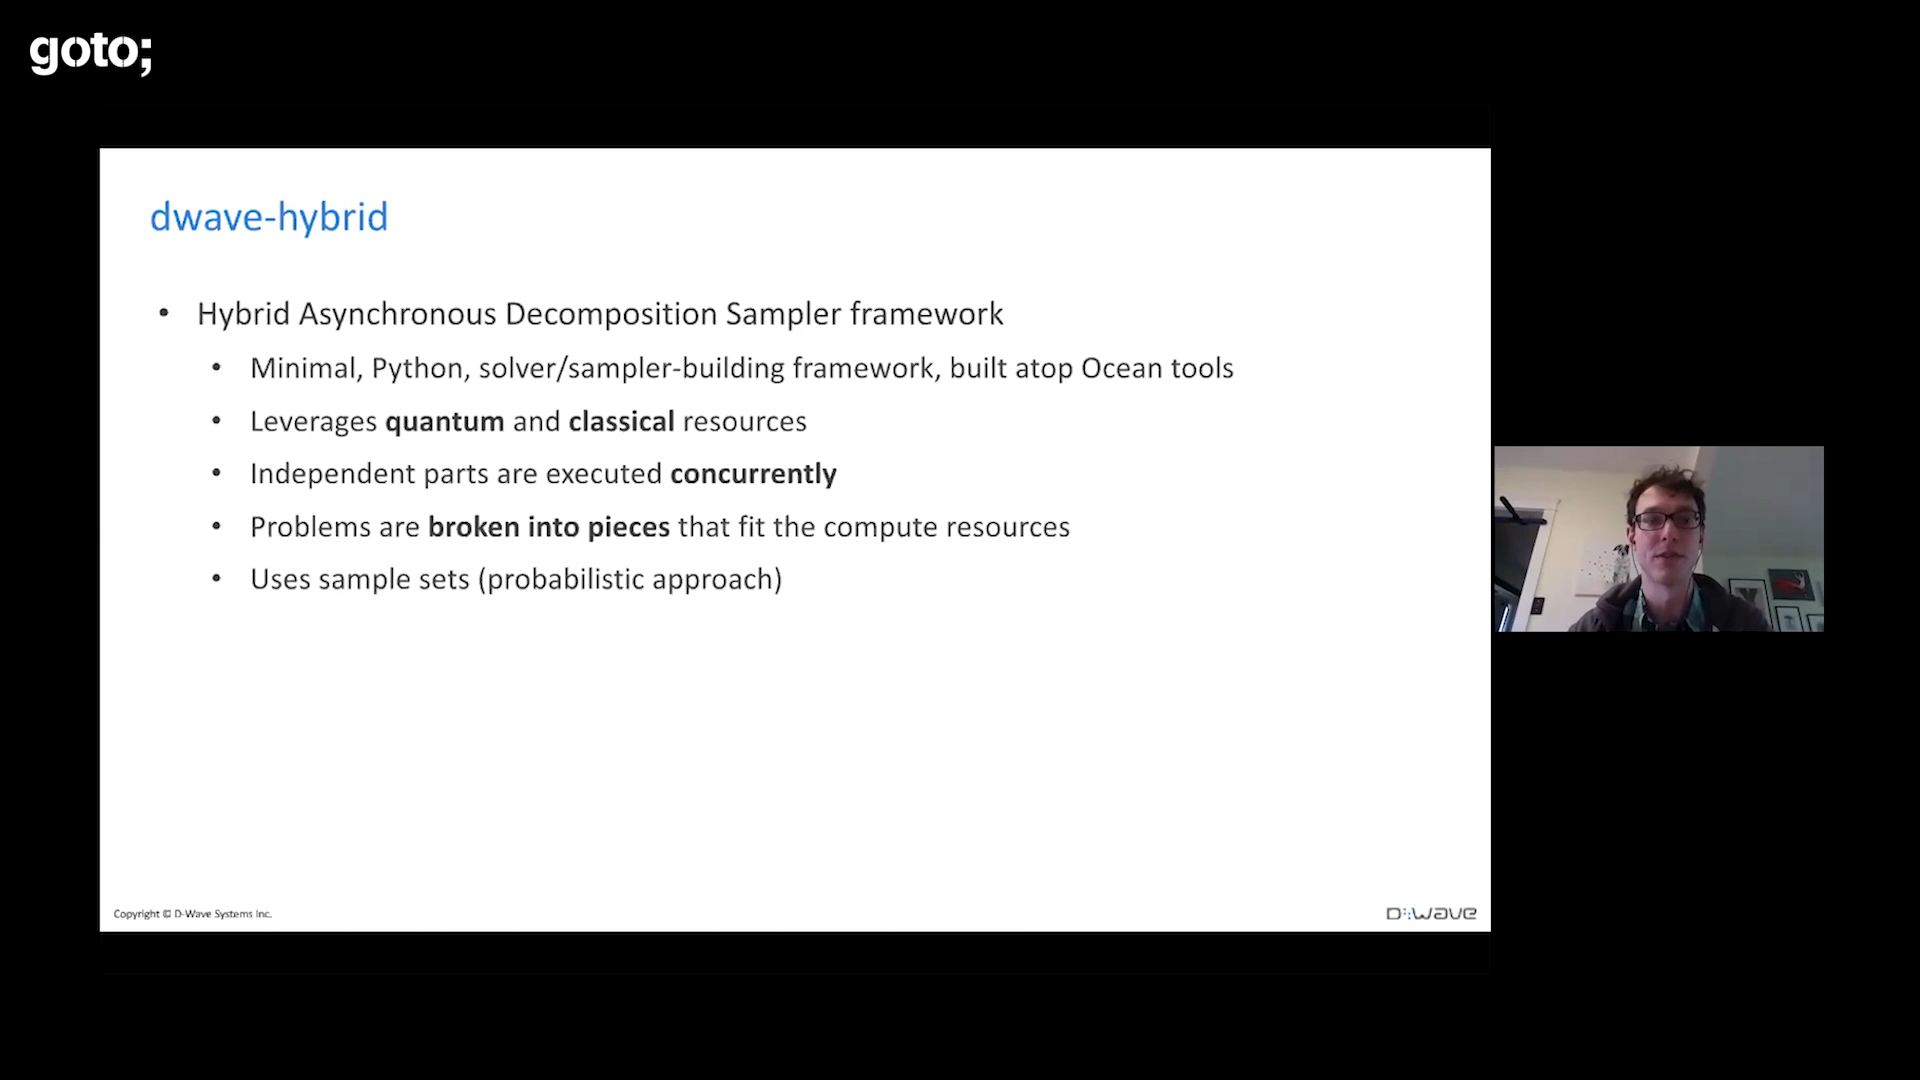 goto;
dwave-hybrid
• Hybrid Asynchronous Decomposition Sampler framework
• Minimal, Python, solver/sampler-building framework, built atop Ocean tools
• Leverages quantum and classical resources
• Independent parts are executed concurrently
• Problems are broken into pieces that fit the compute resources
• Uses sample sets (probabilistic approach)
Copyright © D-Wave Systems Inc.
D:wave